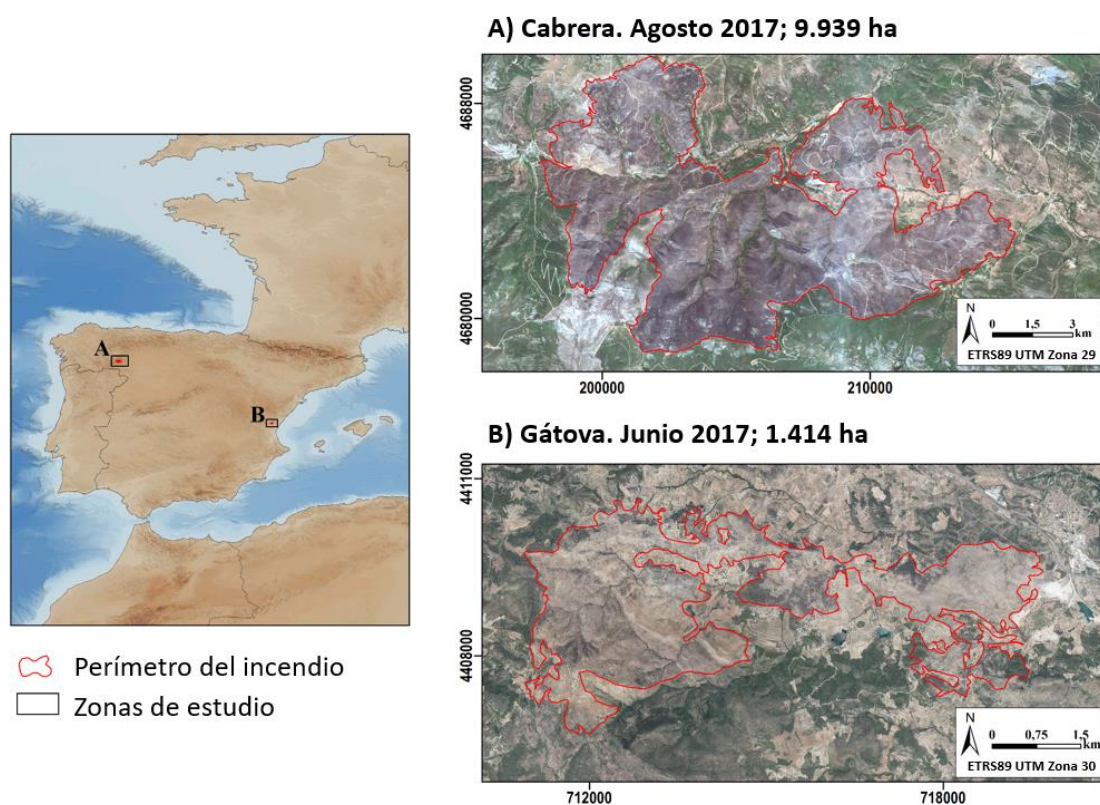 A) Cabrera. Agosto 2017; 9.939 ha
4688000
4680000
200000
210000
N
0 1,5 3
km
ETRS89 UTM Zona 29
A
B
Perímetro del incendio
Zonas de estudio
B) Gátova. Junio 2017; 1.414 ha
4411000
4408000
712000
718000
N
0 0,75 1,5
km
ETRS89 UTM Zona 30